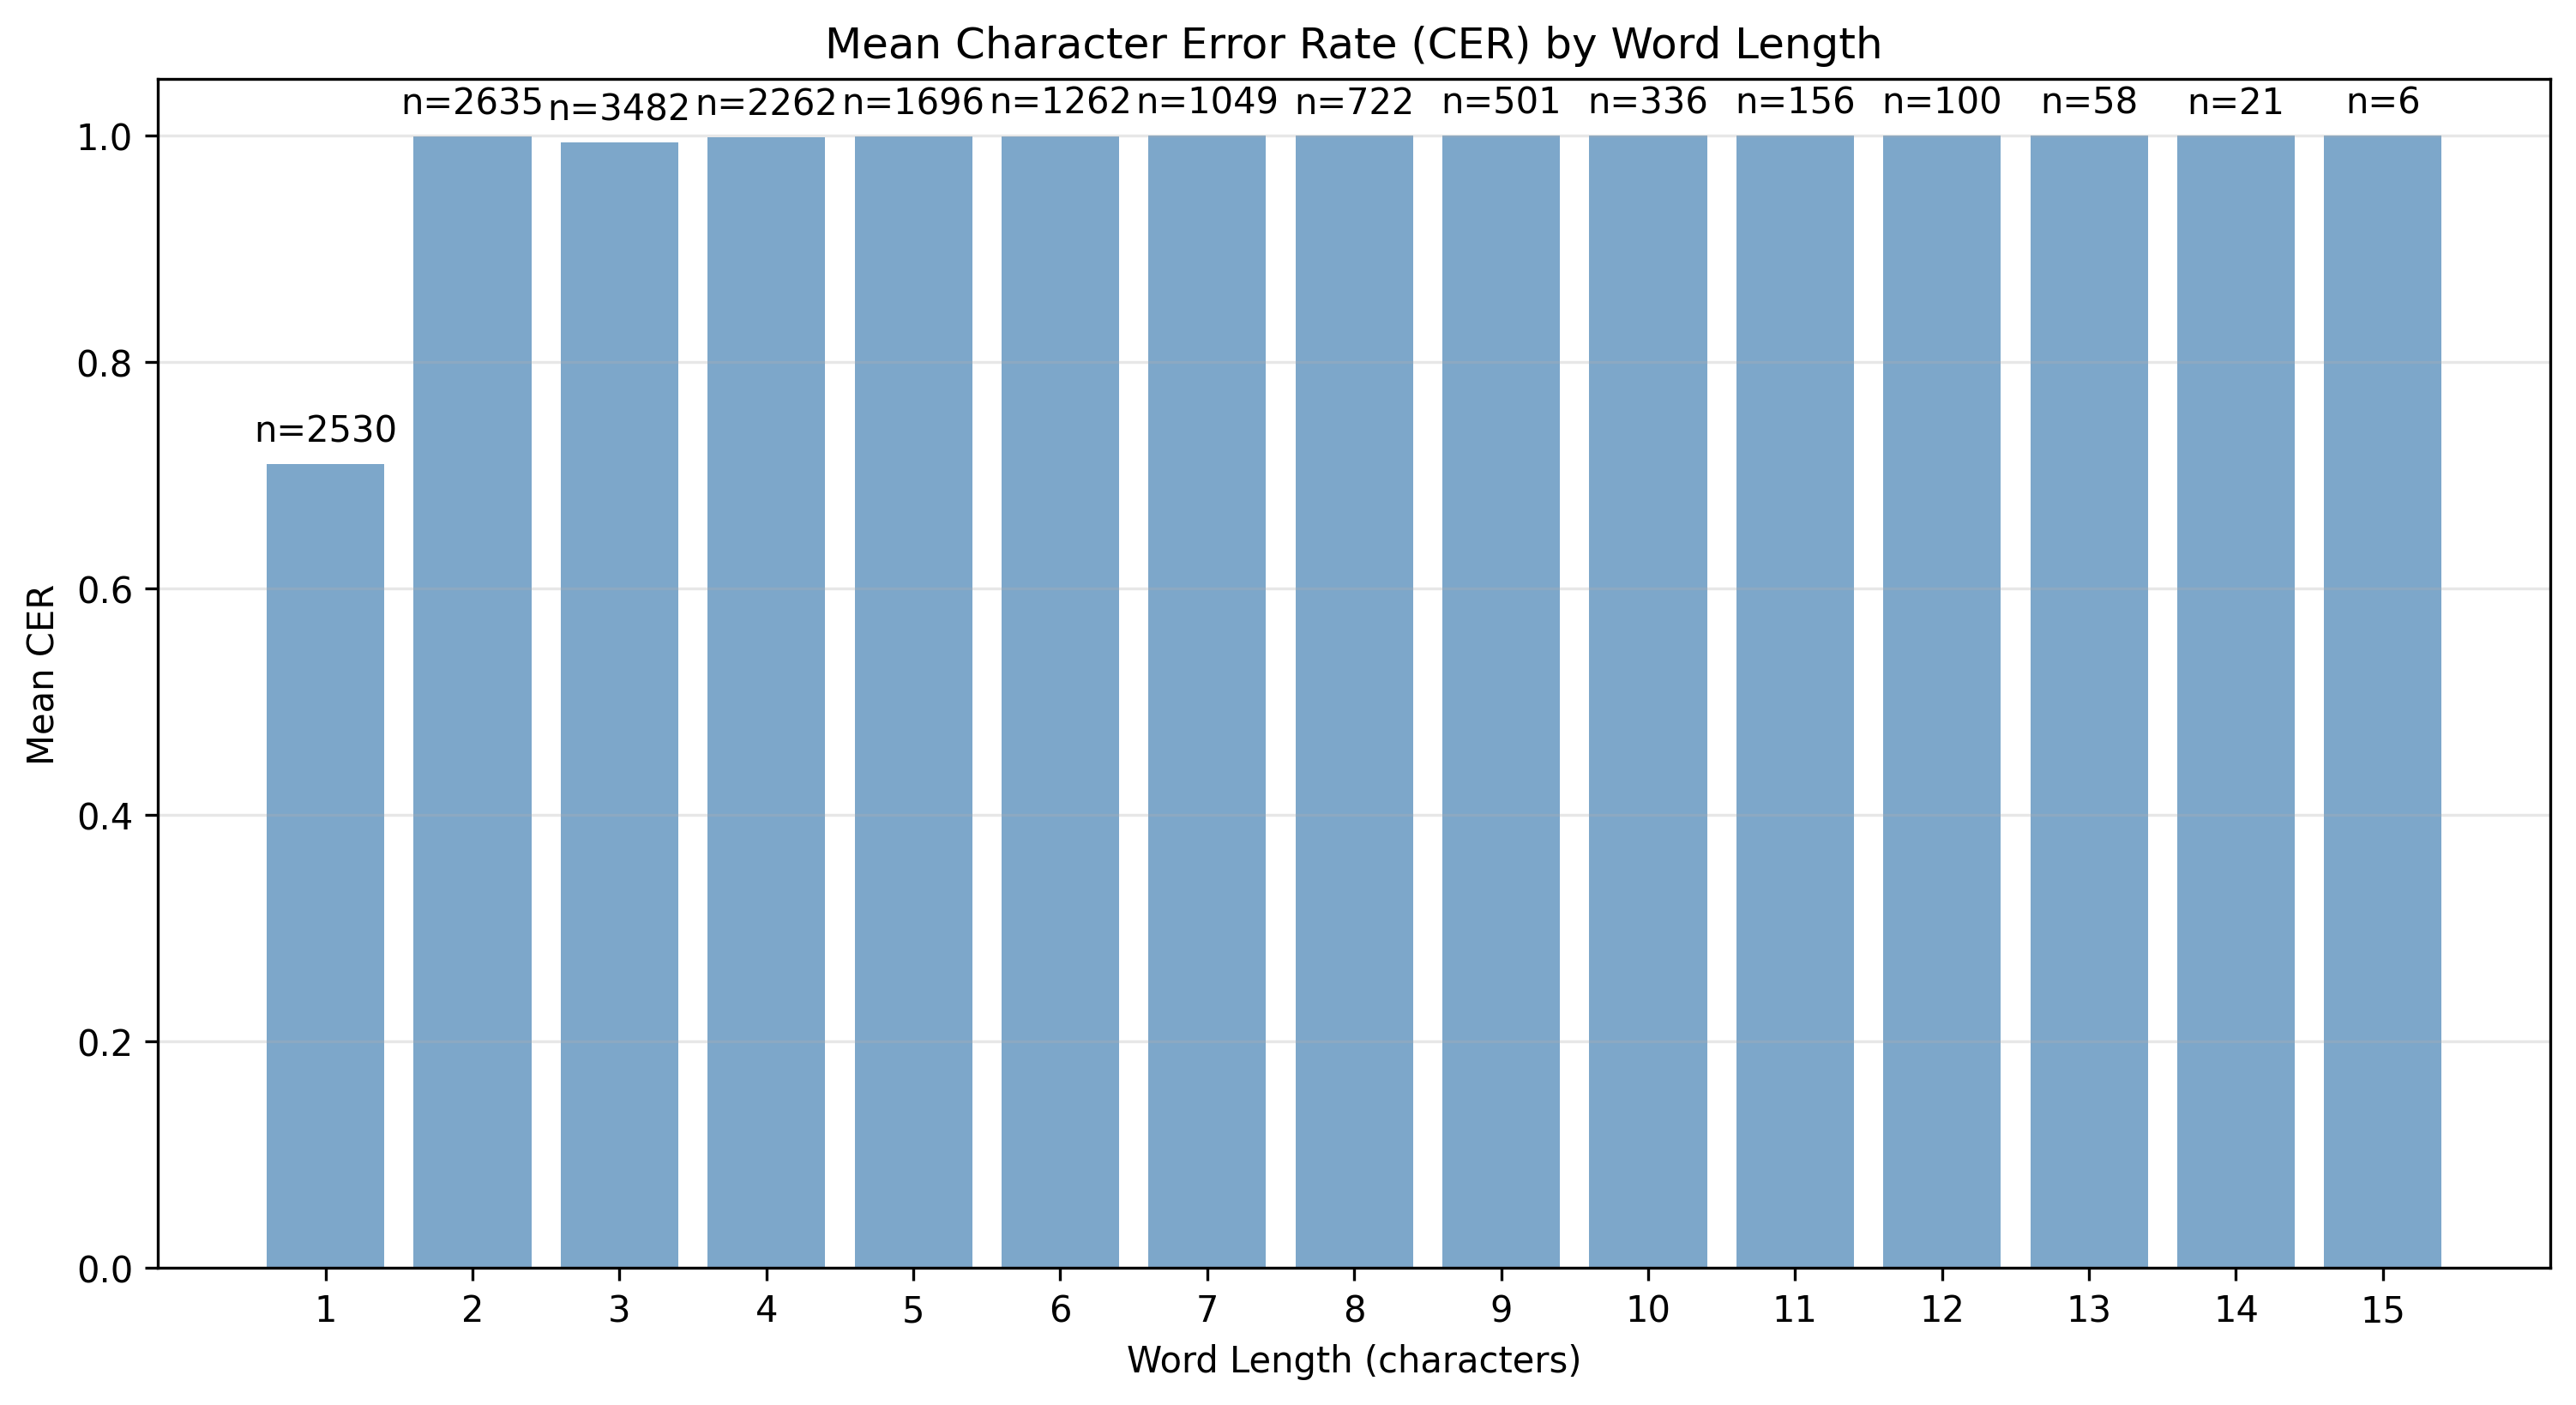 Mean Character Error Rate (CER) by Word Length
n=2635 n=3482 n=2262 n=1696 n=1262 n=1049 n=722 n=501 n=336 n=156 n=100 n=58 n=21 n=6
1.0
0.8
n=2530
0.6
0.4
0.2
0.0
Mean CER
1 2 3 4 5 6 7 8 9 10 11 12 13 14 15
Word Length (characters)